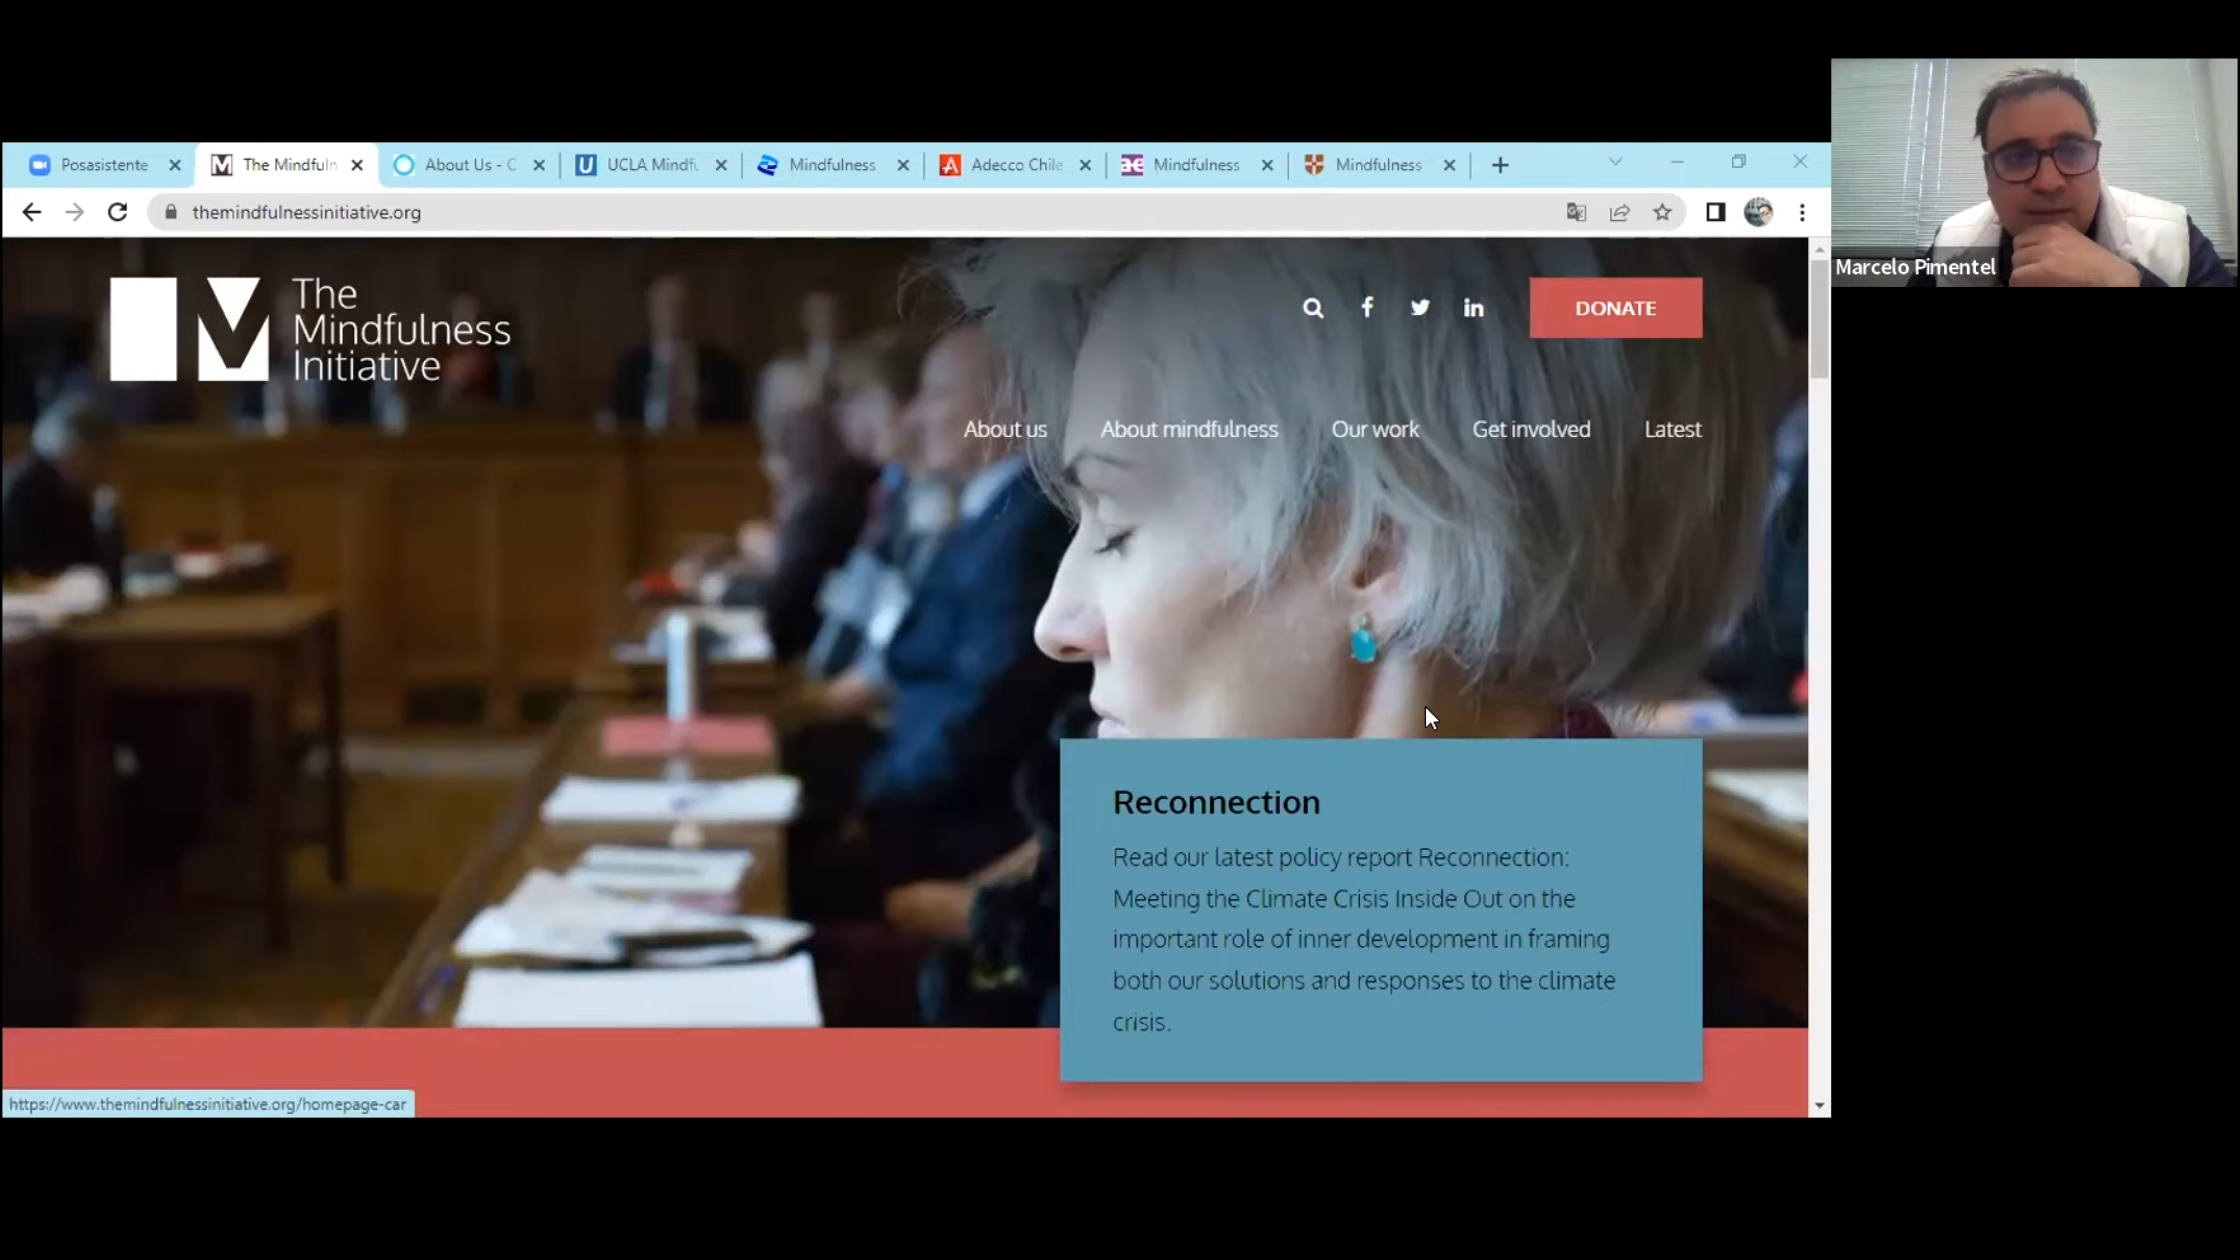 Posasistente
The Mindfuln
About Us - C
UCLA Mindfu
Mindfulness
Adecco Chile
Mindfulness
Mindfulness
themindfulnessinitiative.org
The
Mindfulness
Initiative
DONATE
About us
About mindfulness
Our work
Get involved
Latest
Reconnection
Read our latest policy report Reconnection:
Meeting the Climate Crisis Inside Out on the
important role of inner development in framing
both our solutions and responses to the climate
crisis.
https://www.themindfulnessinitiative.org/homepage-car
Marcelo Pimentel